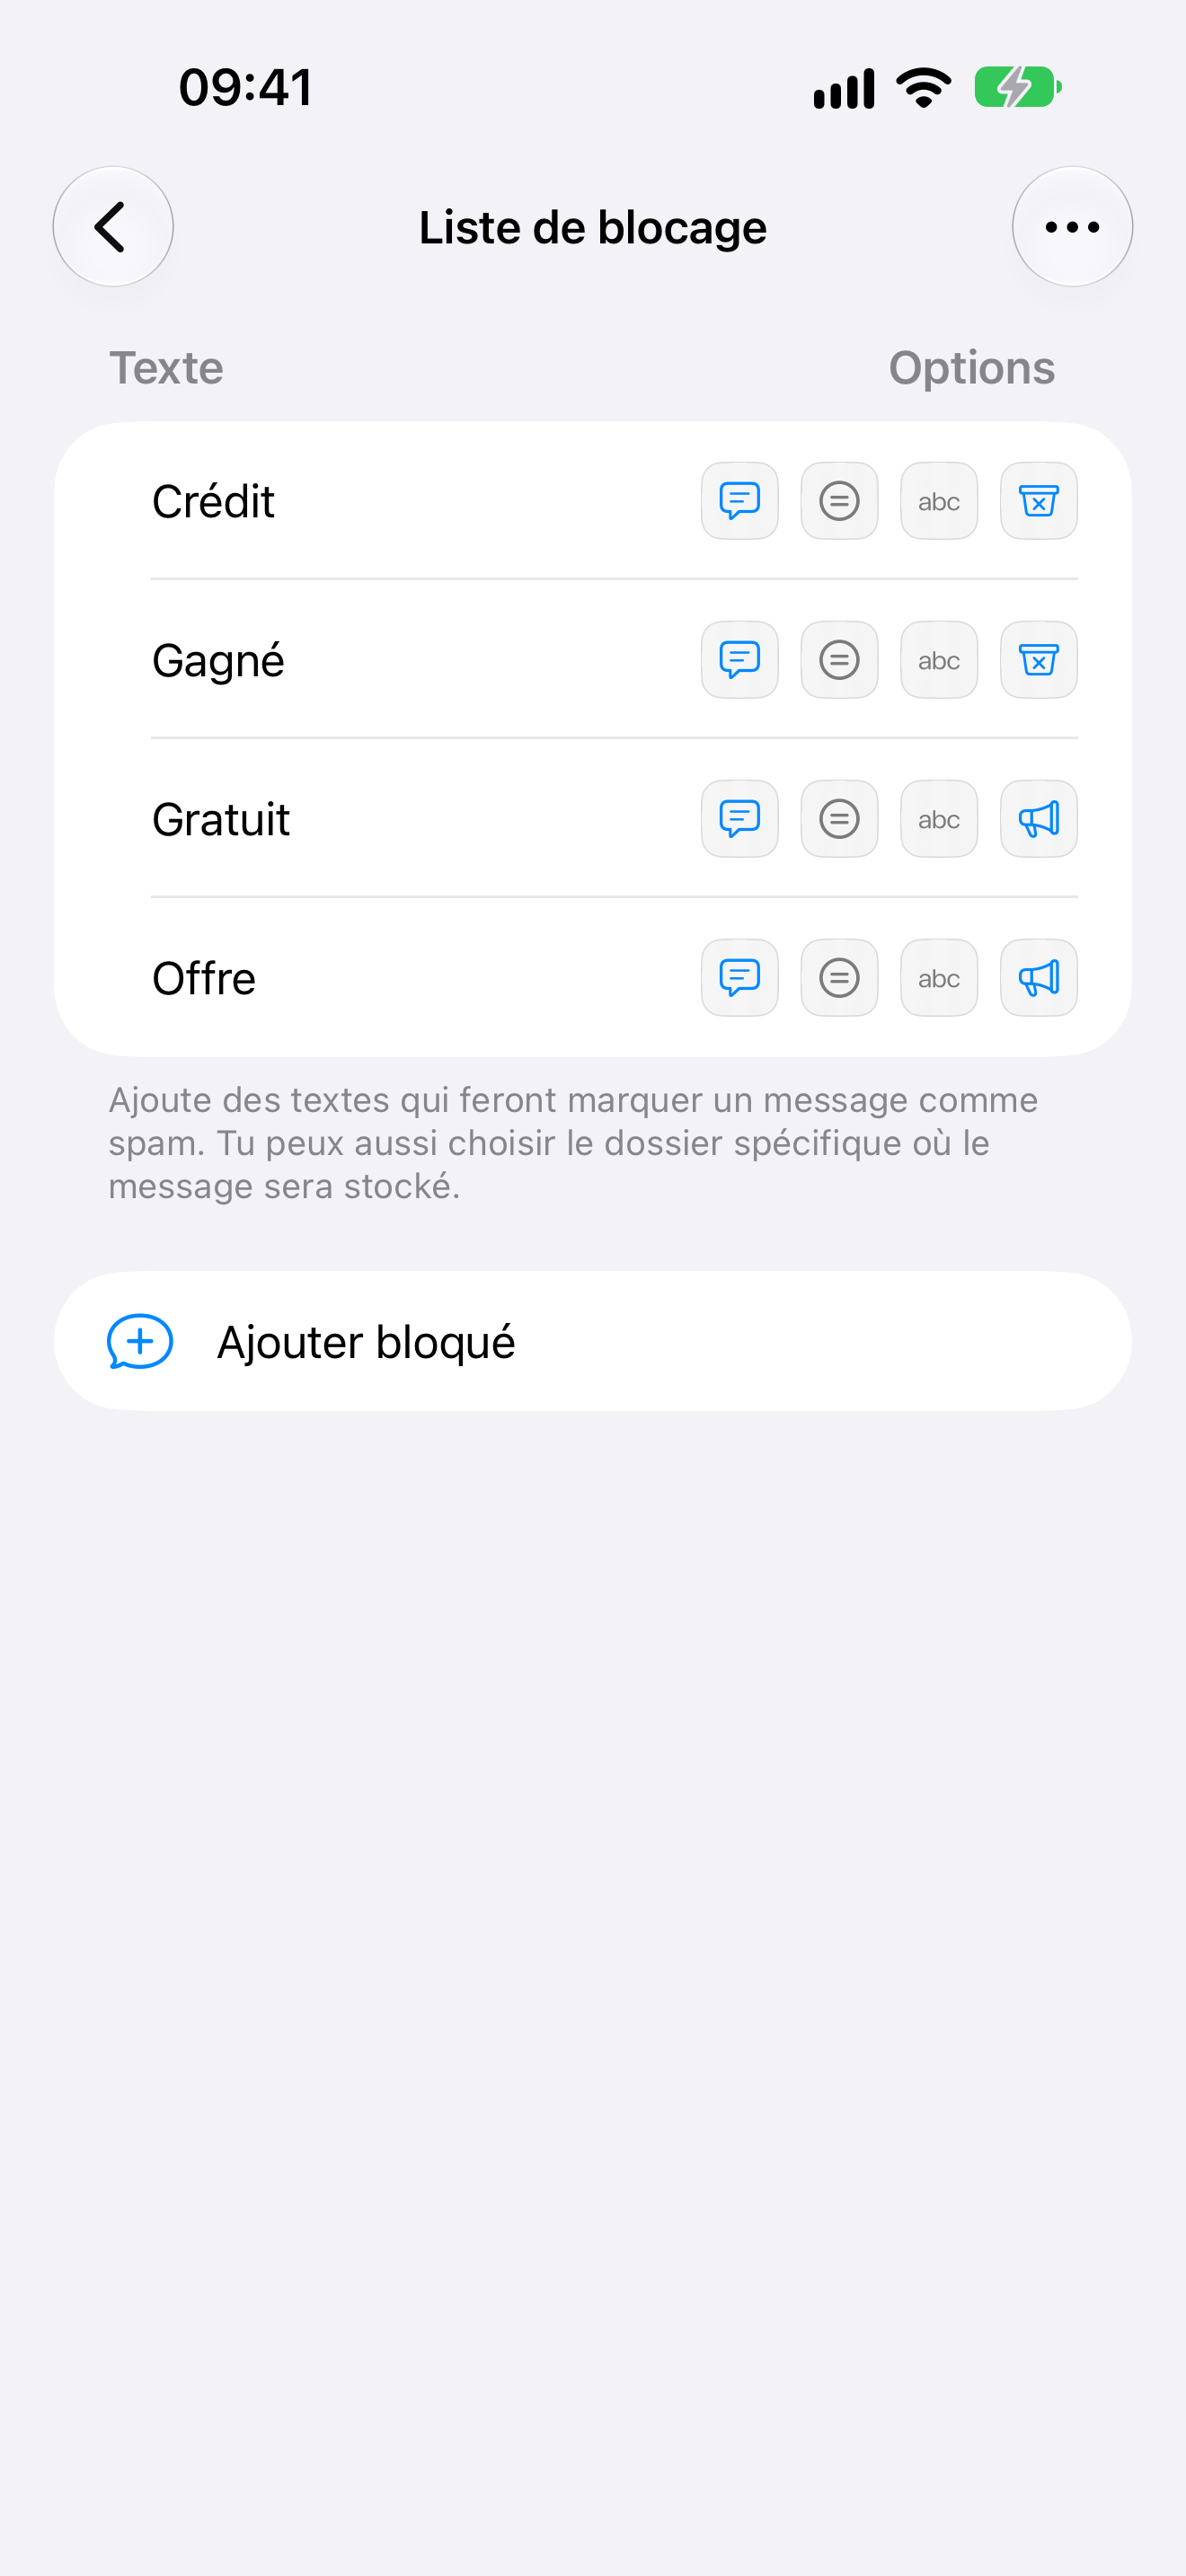 09:41
Liste de blocage
Texte Options
Crédit abc
Gagné abc
Gratuit abc
Offre abc
Ajoute des textes qui feront marquer un message comme
spam. Tu peux aussi choisir le dossier spécifique où le
message sera stocké.
Ajouter bloqué